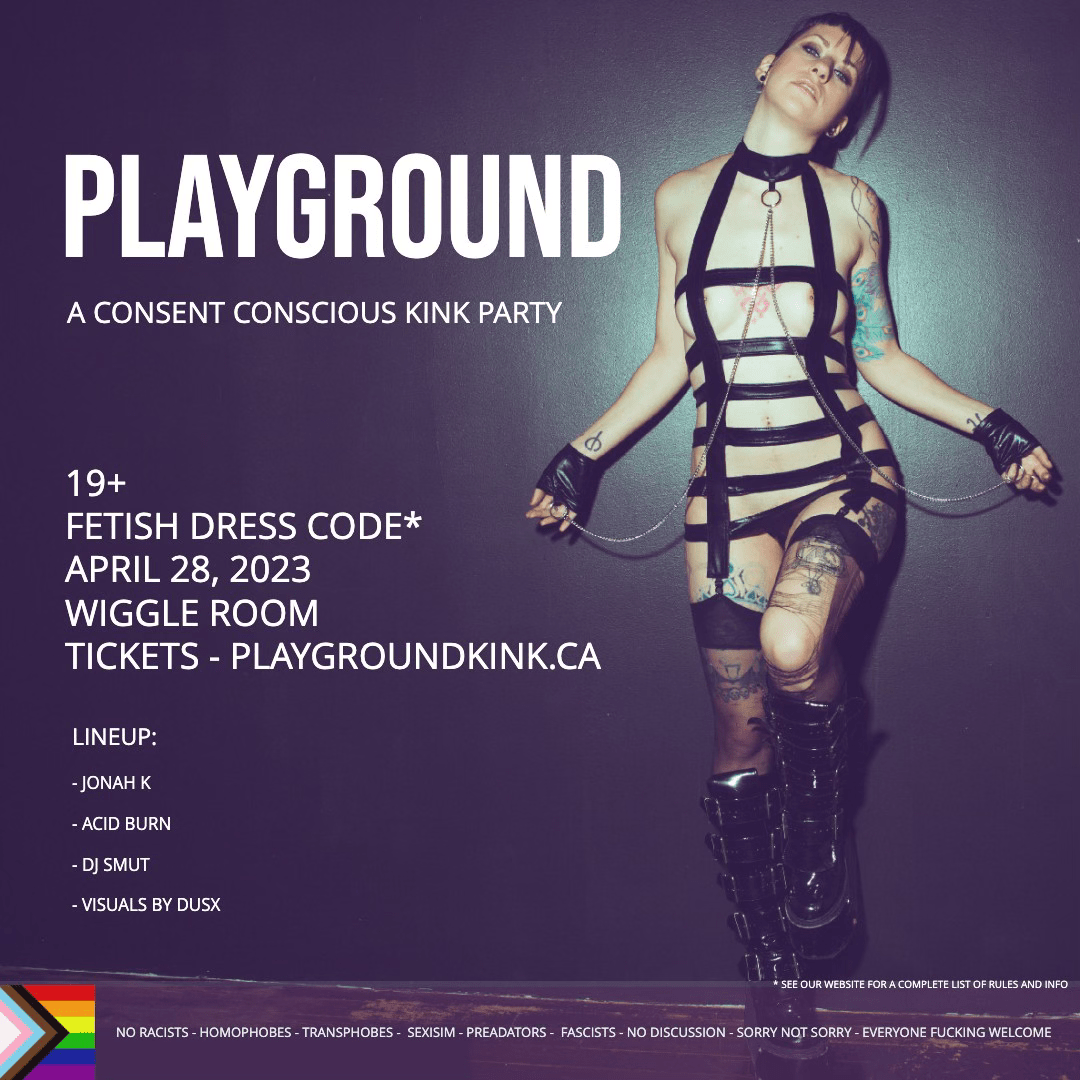 PLAYGROUND
A CONSENT CONSCIOUS KINK PARTY
19+
FETISH DRESS CODE*
APRIL 28, 2023
WIGGLE ROOM
TICKETS - PLAYGROUNDKINK.CA
LINEUP:
- JONAH K
- ACID BURN
- DJ SMUT
- VISUALS BY DUSX
* SEE OUR WEBSITE FOR A COMPLETE LIST OF RULES AND INFO
NO RACISTS - HOMOPHOBES - TRANSPHOBES - SEXISIM - PREADATORS - FASCISTS - NO DISCUSSION - SORRY NOT SORRY - EVERYONE FUCKING WELCOME